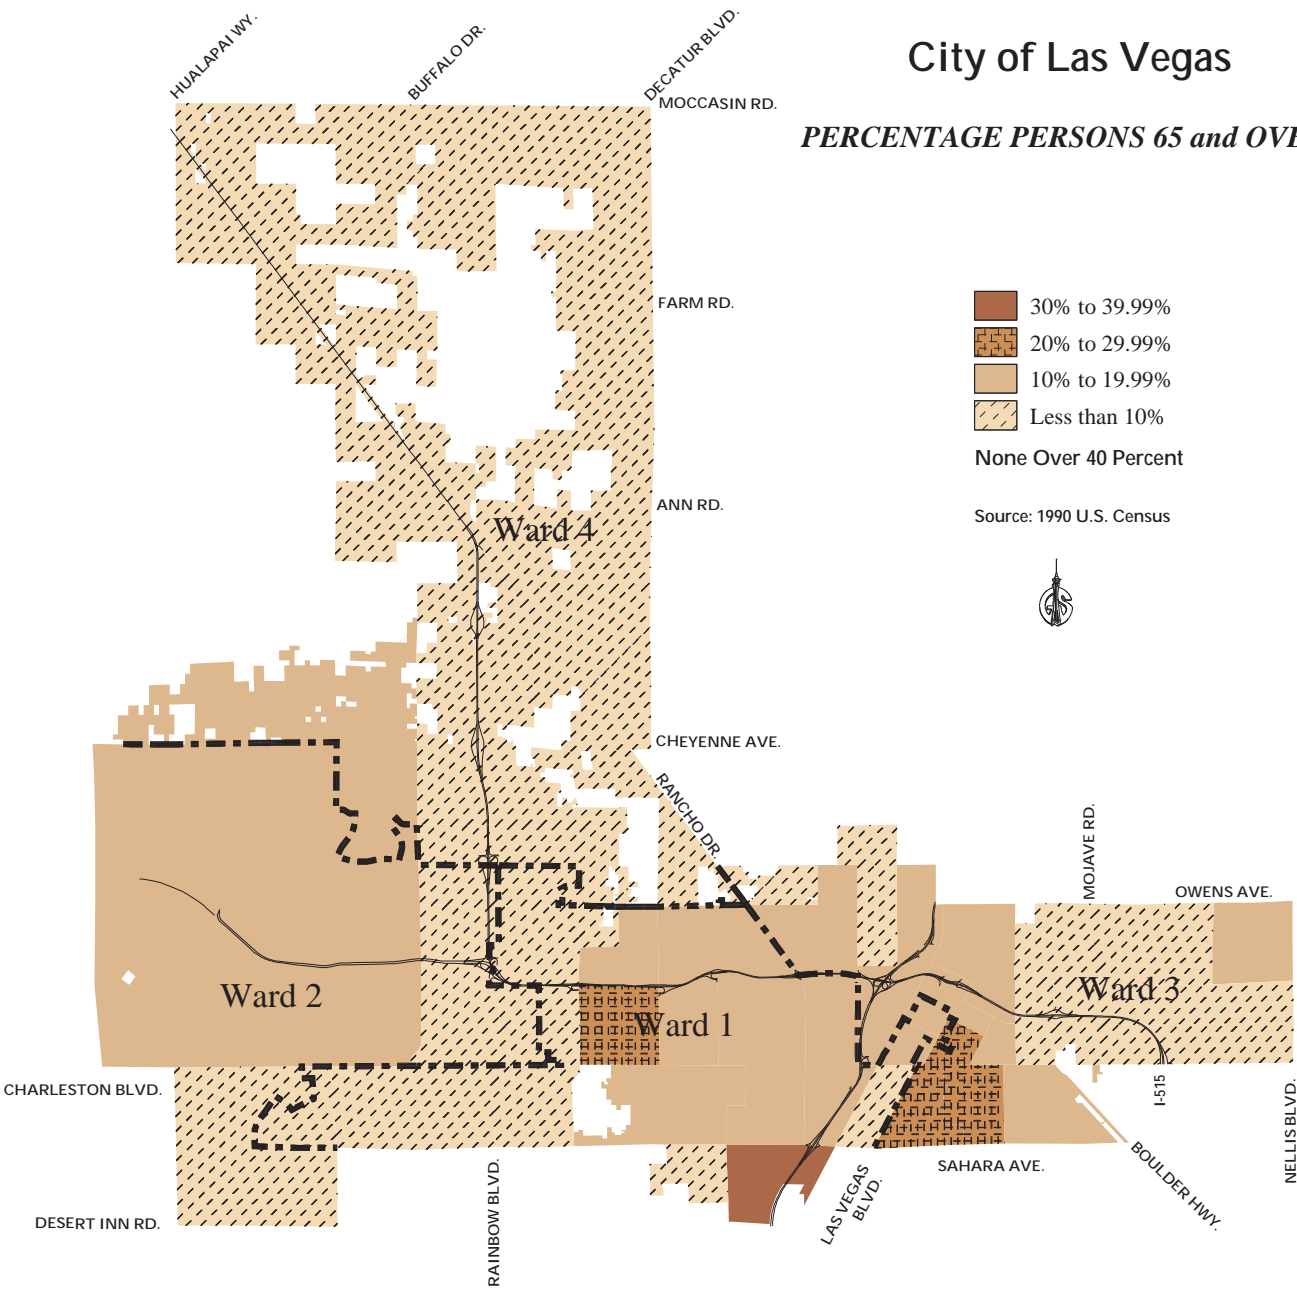 City of Las Vegas
PERCENTAGE PERSONS 65 and OVE
HUALAPAI WY.
BUFFALO DR.
DECATUR BLVD.
MOCCASIN RD.
FARM RD.
30% to 39.99%
20% to 29.99%
10% to 19.99%
Less than 10%
None Over 40 Percent
Source: 1990 U.S. Census
ANN RD.
Ward 4
CHEYENNE AVE.
RANCHO DR.
MOJAVE RD.
OWENS AVE.
Ward 2
Ward 1
Ward 3
CHARLESTON BLVD.
I-515
NELLIS BLVD.
SAHARA AVE.
BOULDER HWY.
LAS VEGAS
BLVD.
RAINBOW BLVD.
DESERT INN RD.